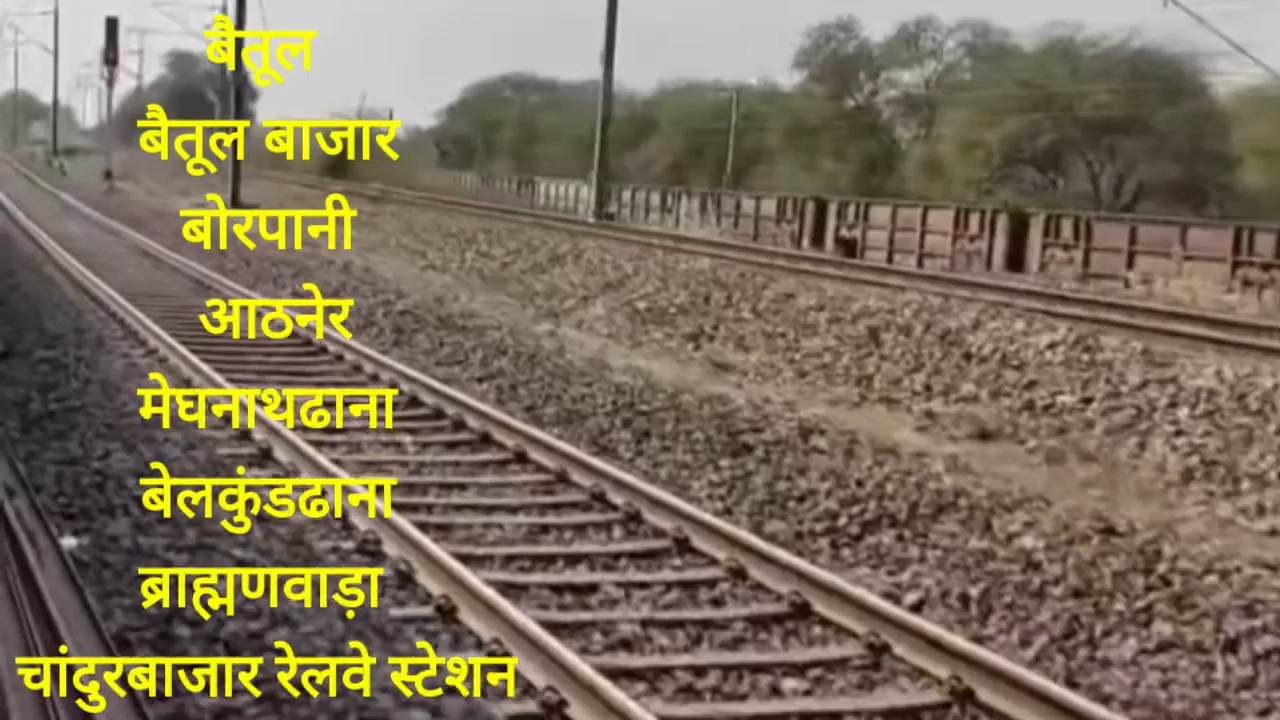 बैतूल
बैतूल बाजार
बोरपानी
आठनेर
मेघनाथढाना
बेलकुंडढाना
ब्राह्मणवाड़ा
चांदुरबाजार रेलवे स्टेशन